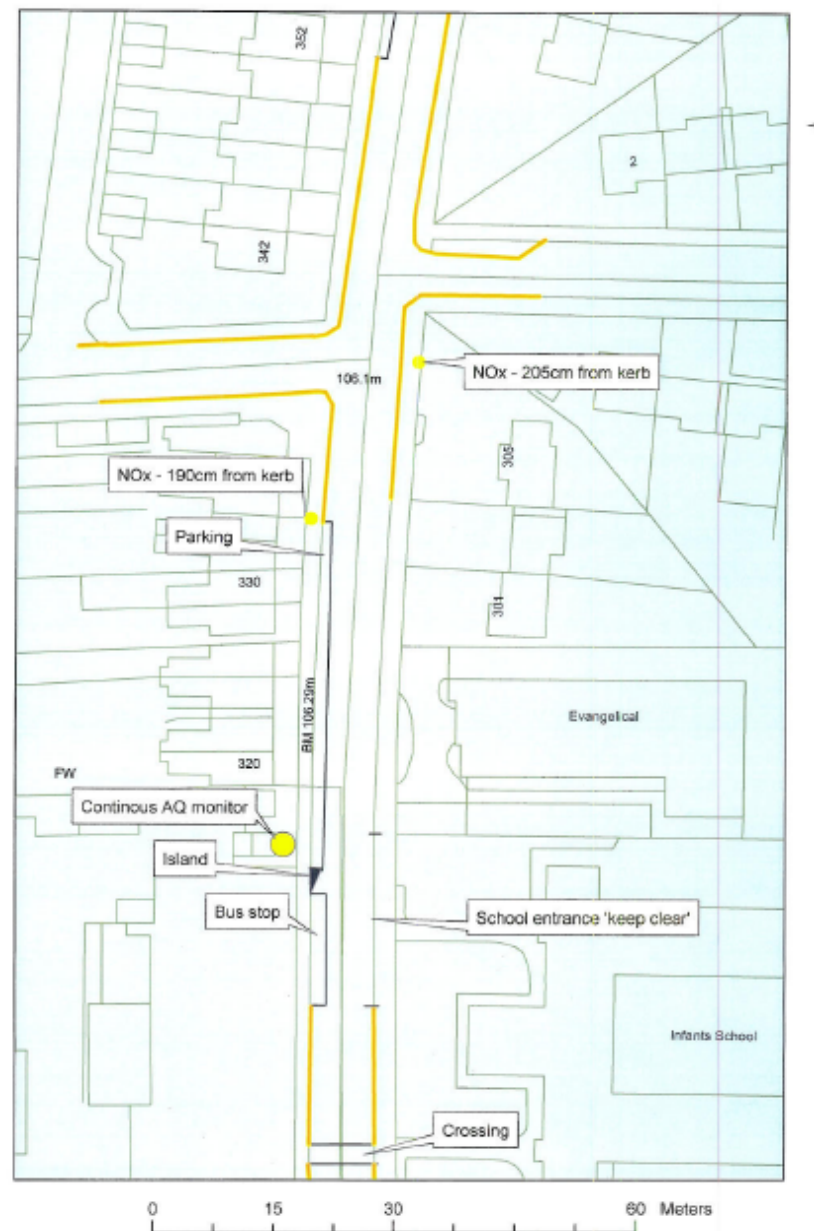 352
2
342
NOx - 205cm from kerb
106.1m
305
NOx - 190cm from kerb
Parking
330
301
BM 106.29m
Evangelical
320
FW
Continous AQ monitor
Island
Bus stop
School entrance 'keep clear'
Infants School
Crossing
0 15 30 60 Meters